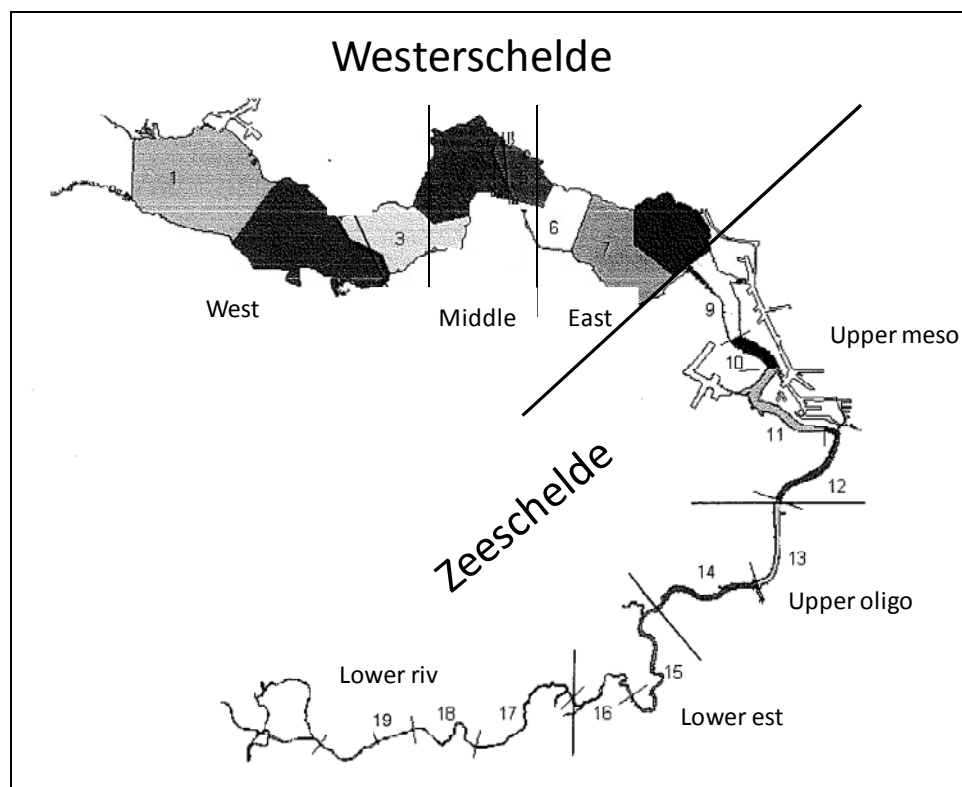 Westerschelde
1
3
6
7
West
Middle
East
9
Upper meso
10
11
12
Zeeschelde
13
14
Upper oligo
15
Lower riv
16
17
18
19
Lower est